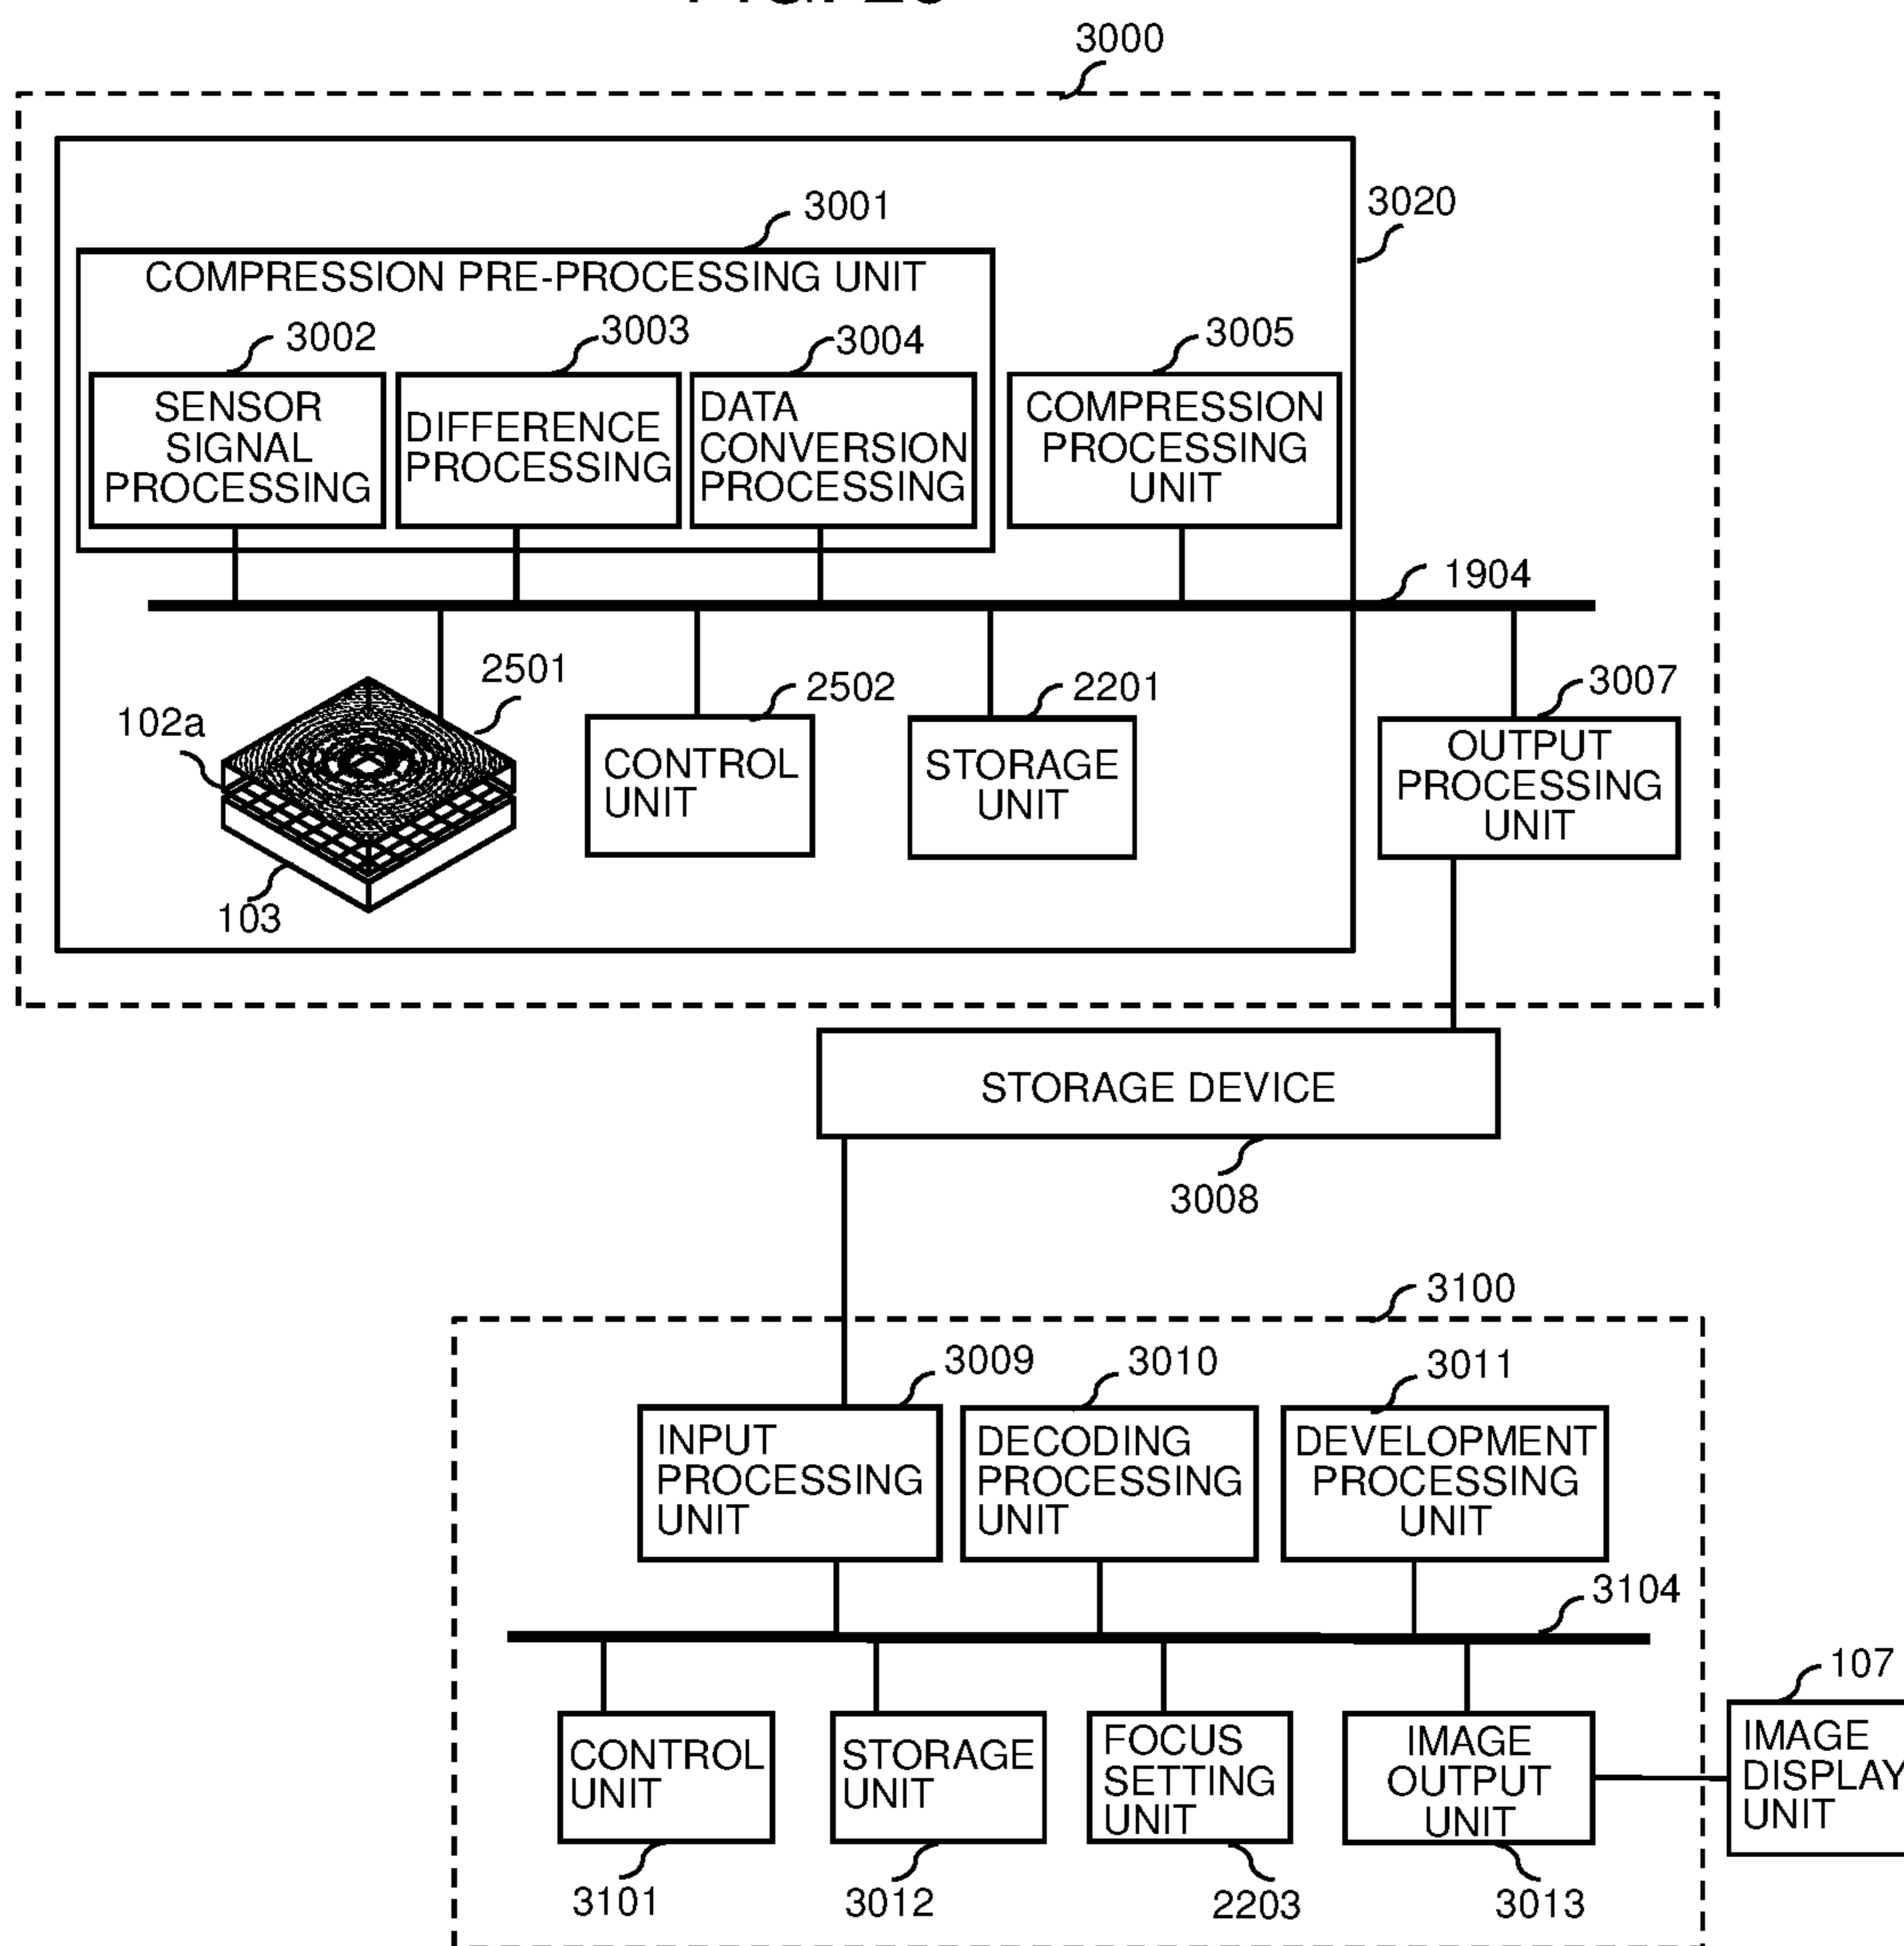 3000
3020
3001
COMPRESSION PRE-PROCESSING UNIT
3002
3003
3004
3005
SENSOR
SIGNAL
PROCESSING
DIFFERENCE
PROCESSING
DATA
CONVERSION
PROCESSING
COMPRESSION
PROCESSING
UNIT
1904
2501
102a
103
2502
CONTROL
UNIT
2201
STORAGE
UNIT
3007
OUTPUT
PROCESSING
UNIT
STORAGE DEVICE
3008
3100
3009
INPUT
PROCESSING
UNIT
3010
DECODING
PROCESSING
UNIT
3011
DEVELOPMENT
PROCESSING
UNIT
3104
CONTROL
UNIT
3101
STORAGE
UNIT
3012
FOCUS
SETTING
UNIT
2203
IMAGE
OUTPUT
UNIT
3013
107
IMAGE
DISPLAY
UNIT